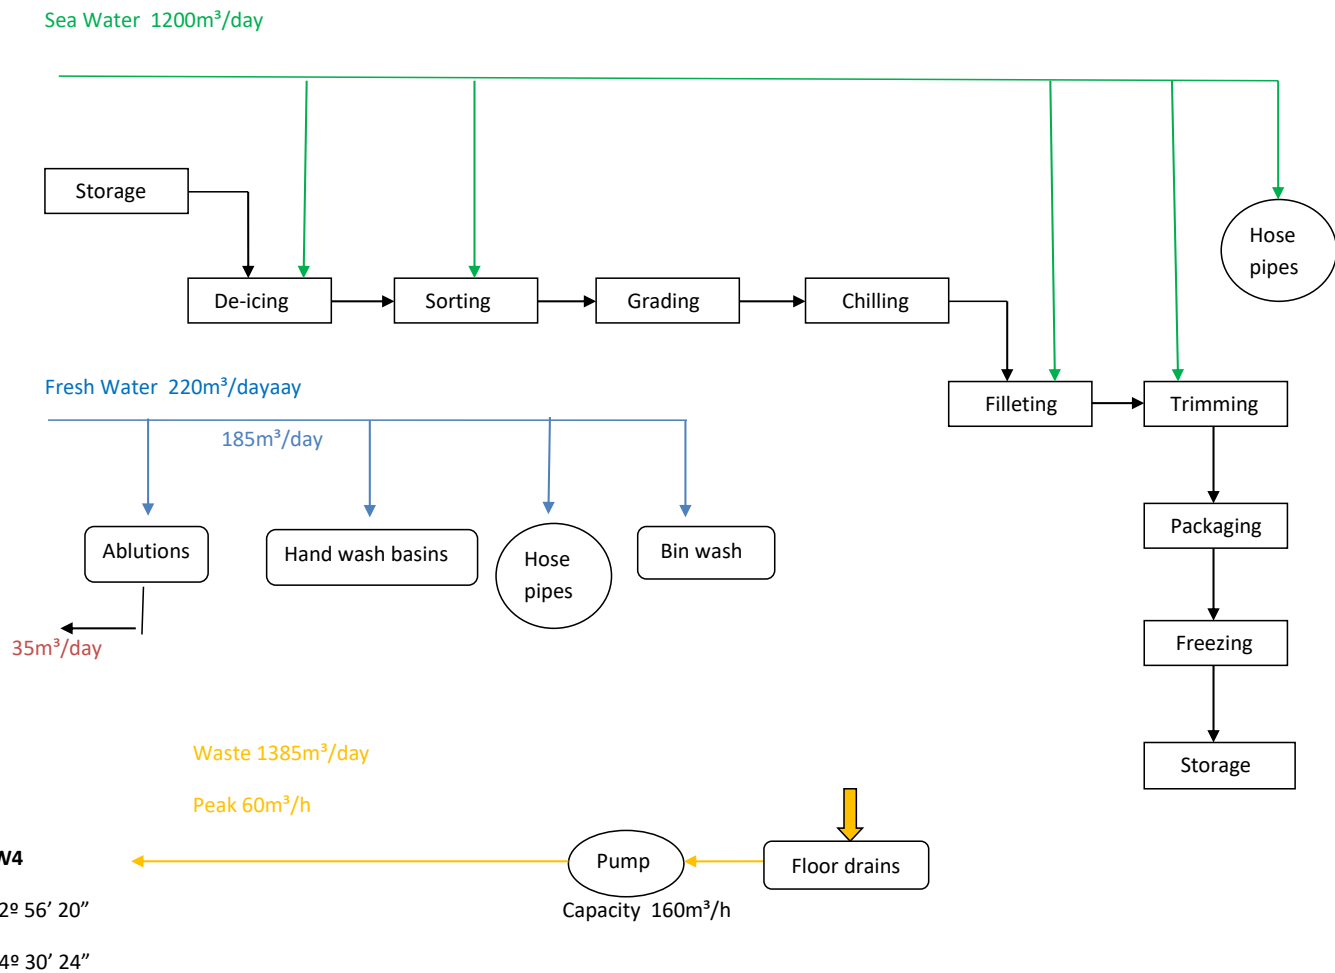 Sea Water 1200m³/day
Storage
Hose
pipes
De-icing
Sorting
Grading
Chilling
Fresh Water 220m³/dayaay
Filleting
Trimming
185m³/day
Packaging
Ablutions
Hand wash basins
Hose
pipes
Bin wash
Freezing
35m³/day
Waste 1385m³/day
Storage
Peak 60m³/h
W4
Pump
Floor drains
2º 56’ 20”
Capacity 160m³/h
4º 30’ 24”